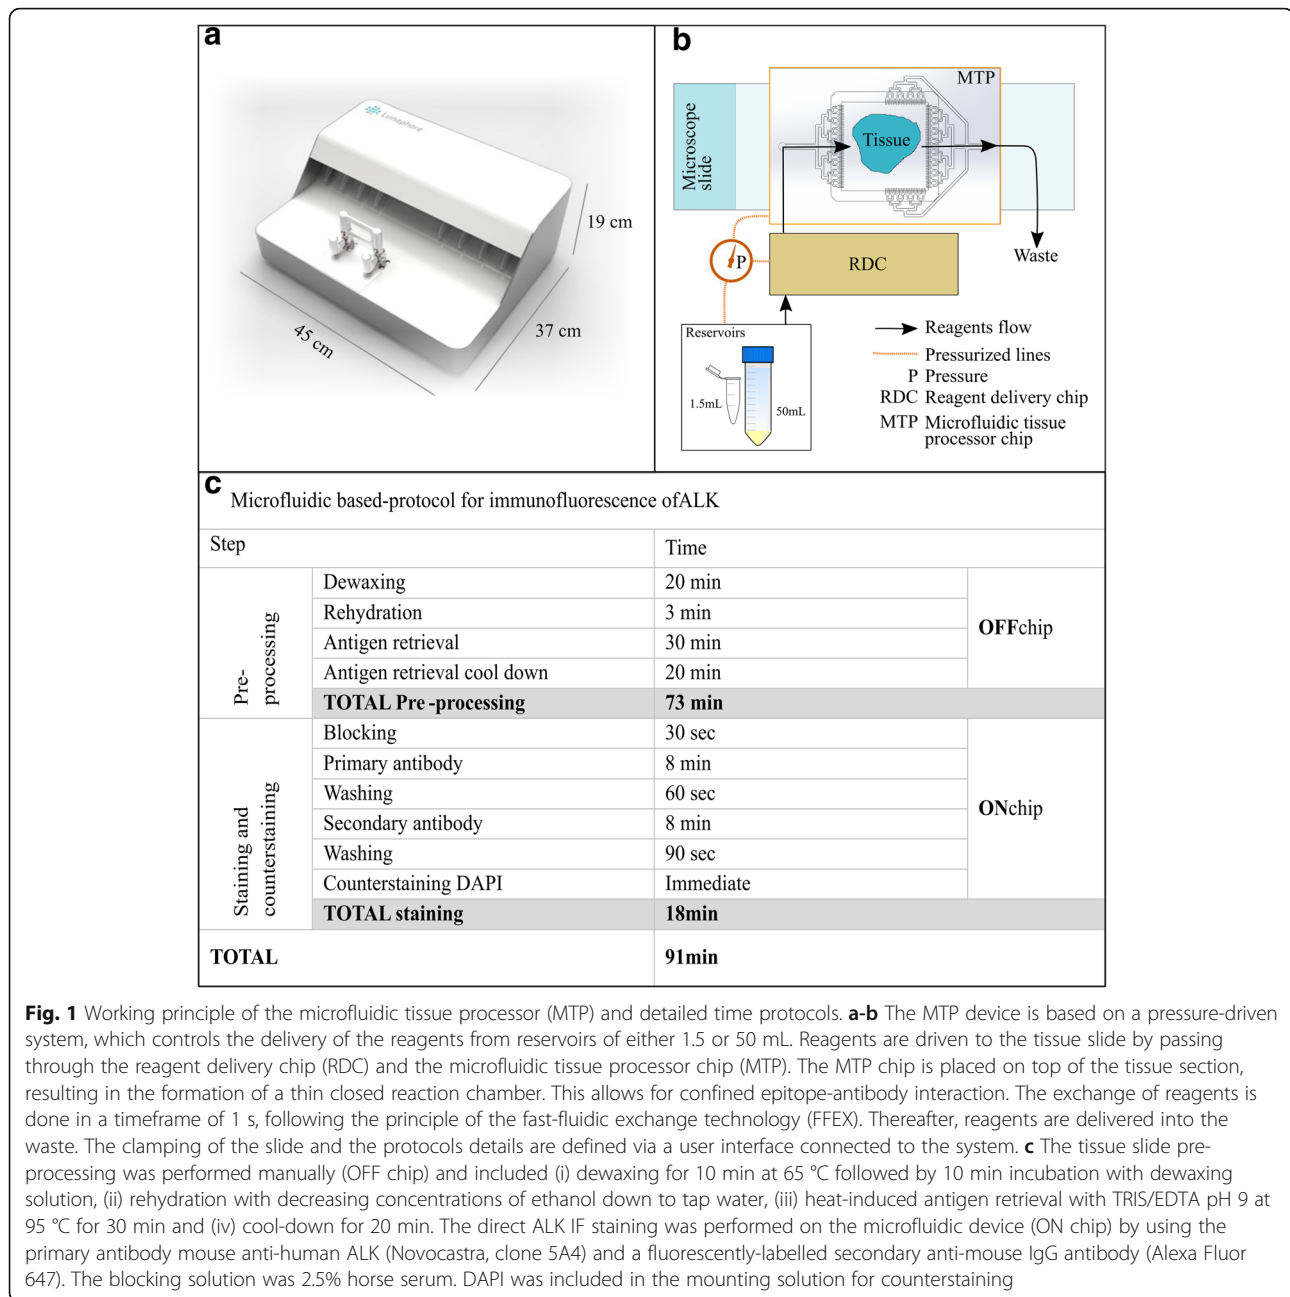 a
Lunaphore
19 cm
37 cm
45 cm
b
MTP
Microscope
slide
Tissue
P
RDC
Waste
Reservoirs
1.5mL
50mL
Reagents flow
Pressurized lines
P Pressure
RDC Reagent delivery chip
MTP Microfluidic tissue
processor chip
c
Microfluidic based-protocol for immunofluorescence ofALK
Step Time
Pre-
processing
Dewaxing 20 min
Rehydration 3 min
Antigen retrieval 30 min
Antigen retrieval cool down 20 min
OFFchip
TOTAL Pre -processing 73 min
Staining and
counterstaining
Blocking 30 sec
Primary antibody 8 min
Washing 60 sec
Secondary antibody 8 min
Washing 90 sec
Counterstaining DAPI Immediate
ONchip
TOTAL staining 18min
TOTAL 91min
Fig. 1 Working principle of the microfluidic tissue processor (MTP) and detailed time protocols. a-b The MTP device is based on a pressure-driven
system, which controls the delivery of the reagents from reservoirs of either 1.5 or 50 mL. Reagents are driven to the tissue slide by passing
through the reagent delivery chip (RDC) and the microfluidic tissue processor chip (MTP). The MTP chip is placed on top of the tissue section,
resulting in the formation of a thin closed reaction chamber. This allows for confined epitope-antibody interaction. The exchange of reagents is
done in a timeframe of 1 s, following the principle of the fast-fluidic exchange technology (FFEX). Thereafter, reagents are delivered into the
waste. The clamping of the slide and the protocols details are defined via a user interface connected to the system. c The tissue slide pre-
processing was performed manually (OFF chip) and included (i) dewaxing for 10 min at 65 °C followed by 10 min incubation with dewaxing
solution, (ii) rehydration with decreasing concentrations of ethanol down to tap water, (iii) heat-induced antigen retrieval with TRIS/EDTA pH 9 at
95 °C for 30 min and (iv) cool-down for 20 min. The direct ALK IF staining was performed on the microfluidic device (ON chip) by using the
primary antibody mouse anti-human ALK (Novocastra, clone 5A4) and a fluorescently-labelled secondary anti-mouse IgG antibody (Alexa Fluor
647). The blocking solution was 2.5% horse serum. DAPI was included in the mounting solution for counterstaining